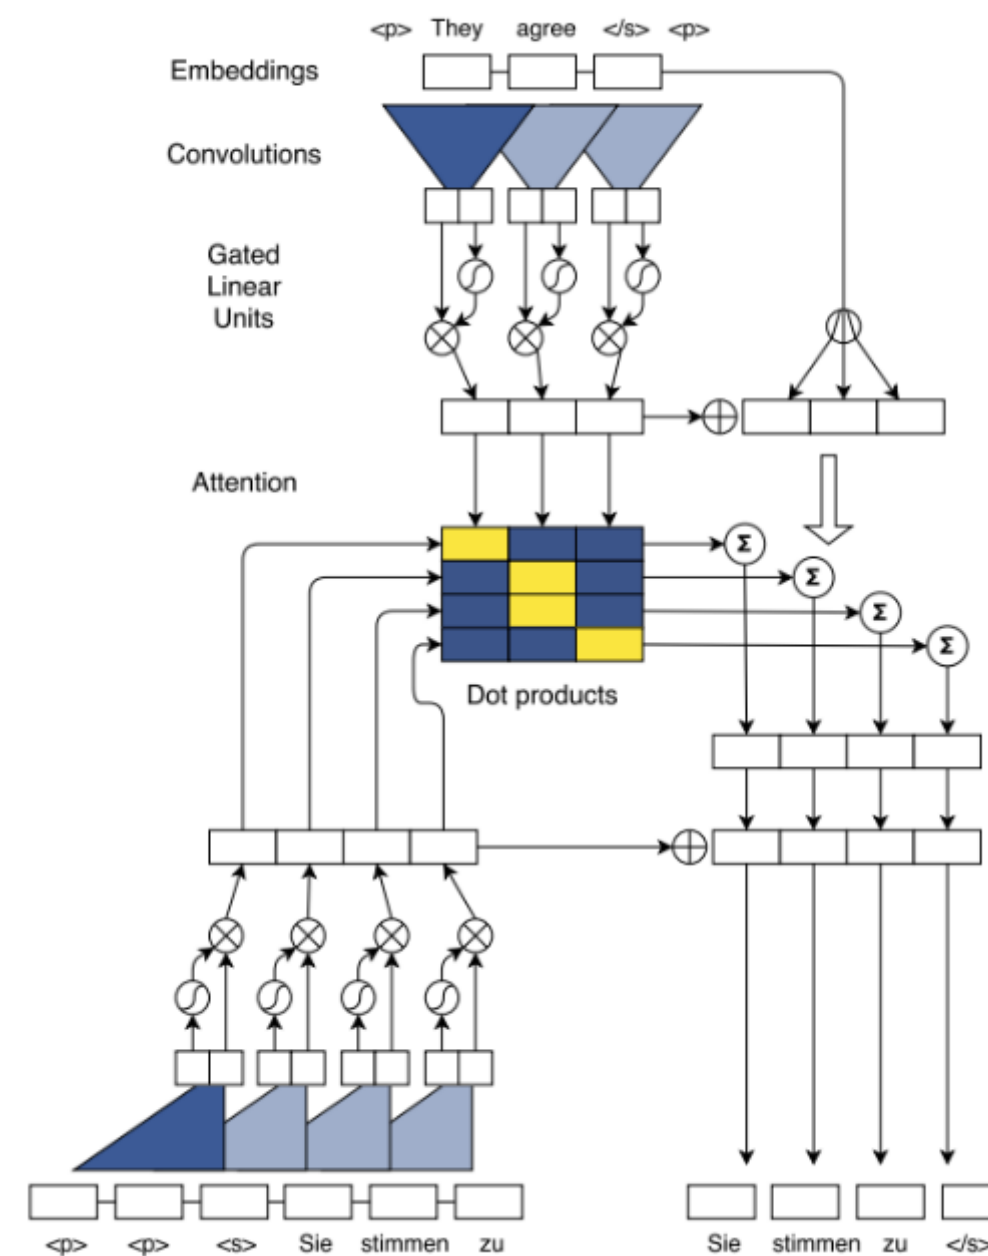 <p> They agree </s> <p>
Embeddings
Convolutions
Gated
Linear
Units
Attention
Σ
Σ
Σ
Σ
Dot products
<p> <p> <s> Sie stimmen zu
Sie stimmen zu </s>